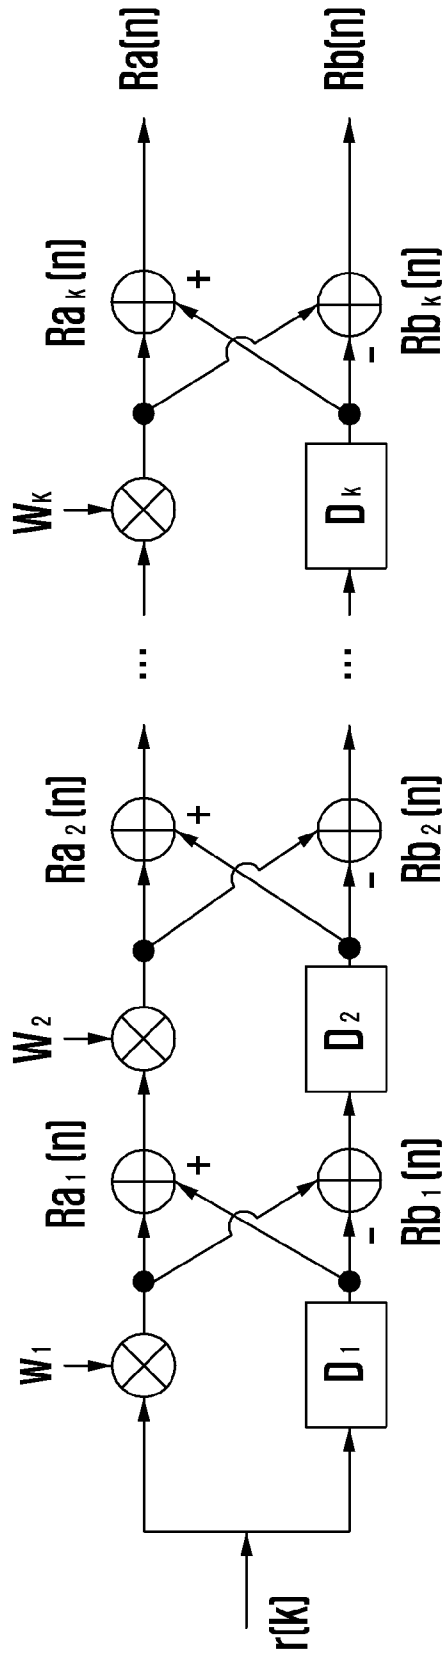 r(k)
W₁
D₁
Ra₁(n)
+
-
Rb₁(n)
W₂
D₂
Ra₂(n)
+
-
Rb₂(n)
...
...
Wₖ
Dₖ
Raₖ(n)
+
-
Rbₖ(n)
Ra(n)
Rb(n)